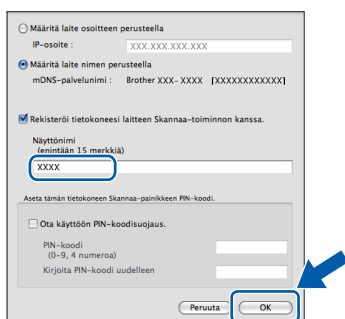 Määritä laite osoitteen perusteella
IP-osoite : XXX.XXX.XXX.XXX
Määritä laite nimen perusteella
mDNS-palvelunimi : Brother XXX-XXXX [XXXXXXXXXXXX]
Rekisteröi tietokoneesi laitteen Skannaa-toiminnon kanssa.
Näyttönimi
(enintään 15 merkkiä)
XXXX
Aseta tämän tietokoneen Skannaa-painikkeen PIN-koodi.
Ota käyttöön PIN-koodisuojaus.
PIN-koodi
(0-9, 4 numeroa)
Kirjoita PIN-koodi uudelleen
Peruuta OK